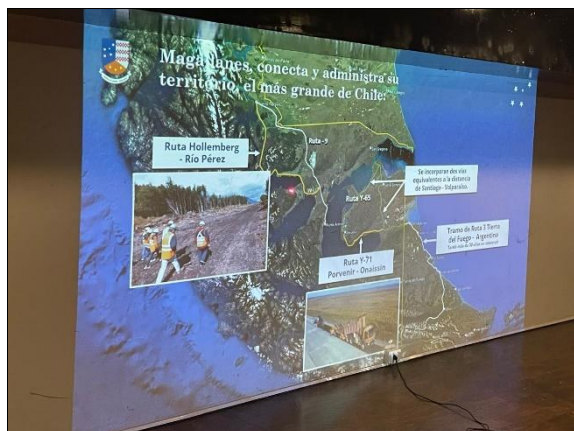 Magallanes, conecta y administra su
territorio, el más grande de Chile:
Ruta Hollemberg
- Río Pérez
Ruta - 9
Se incorporan dos vías
equivalentes a la distancia
de Santiago - Valparaíso.
Ruta Y-65
Tramo de Ruta 3 Tierra
del Fuego - Argentina
Ruta Y-71
Porvenir - Onaissin